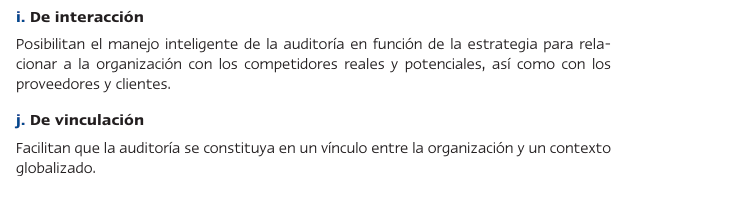 i. De interacción
Posibilitan el manejo inteligente de la auditoría en función de la estrategia para rela-
cionar a la organización con los competidores reales y potenciales, así como con los
proveedores y clientes.
j. De vinculación
Facilitan que la auditoría se constituya en un vínculo entre la organización y un contexto
globalizado.